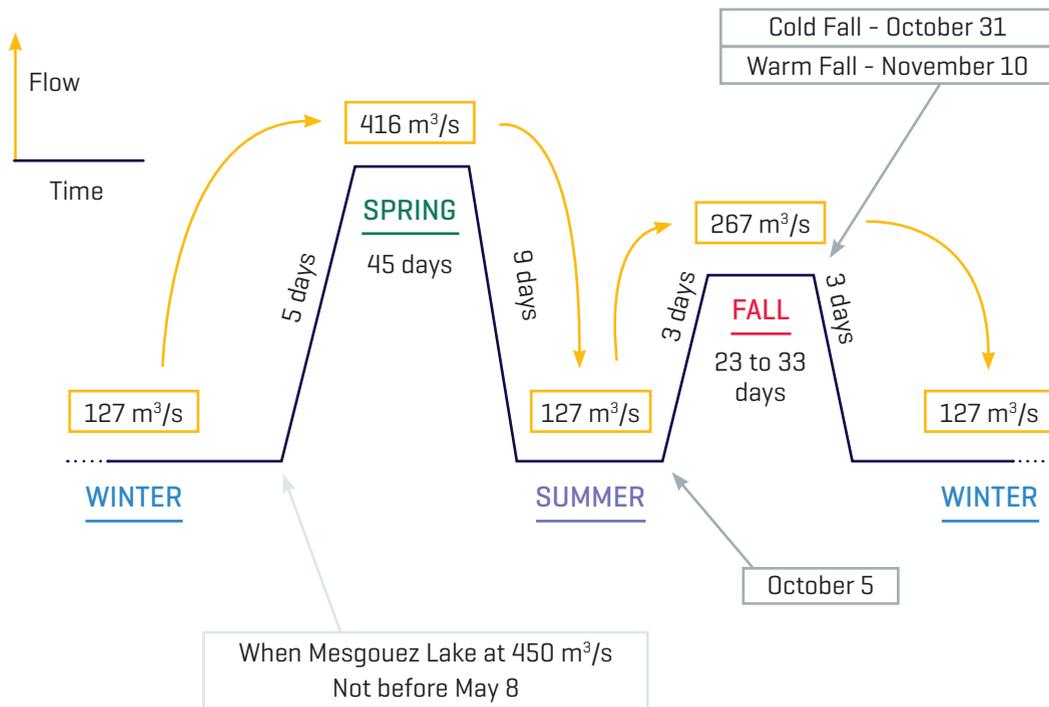 Cold Fall - October 31
Warm Fall - November 10
Flow
Time
416 m³/s
SPRING
45 days
5 days
9 days
267 m³/s
3 days
FALL
23 to 33
days
3 days
127 m³/s
127 m³/s
127 m³/s
WINTER
SUMMER
WINTER
October 5
When Mesgouez Lake at 450 m³/s
Not before May 8